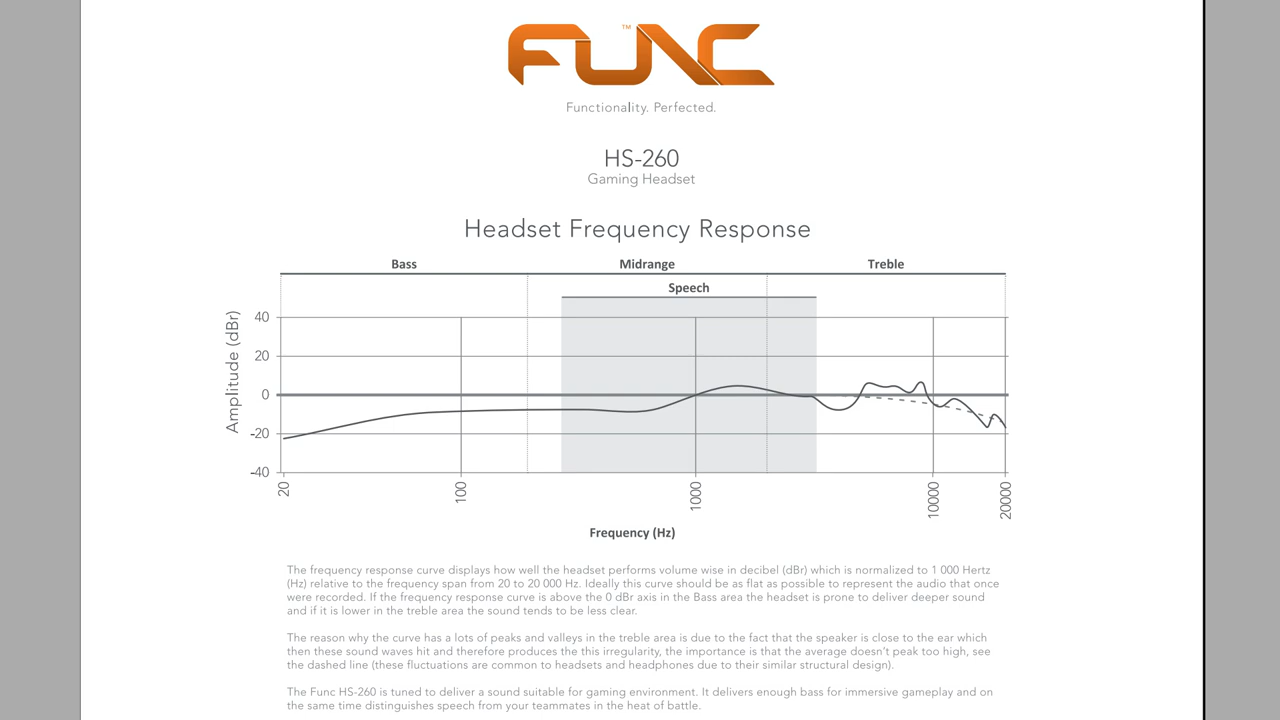 FUNC™
Functionality. Perfected.
HS-260
Gaming Headset
Headset Frequency Response
Bass Midrange Treble
Speech
Amplitude (dBr)
40
20
0
-20
-40
20 100 1000 10000 20000
Frequency (Hz)
The frequency response curve displays how well the headset performs volume wise in decibel (dBr) which is normalized to 1 000 Hertz
(Hz) relative to the frequency span from 20 to 20 000 Hz. Ideally this curve should be as flat as possible to represent the audio that once
were recorded. If the frequency response curve is above the 0 dBr axis in the Bass area the headset is prone to deliver deeper sound
and if it is lower in the treble area the sound tends to be less clear.
The reason why the curve has a lots of peaks and valleys in the treble area is due to the fact that the speaker is close to the ear which
then these sound waves hit and therefore produces the this irregularity, the importance is that the average doesn't peak too high, see
the dashed line (these fluctuations are common to headsets and headphones due to their similar structural design).
The Func HS-260 is tuned to deliver a sound suitable for gaming environment. It delivers enough bass for immersive gameplay and on
the same time distinguishes speech from your teammates in the heat of battle.